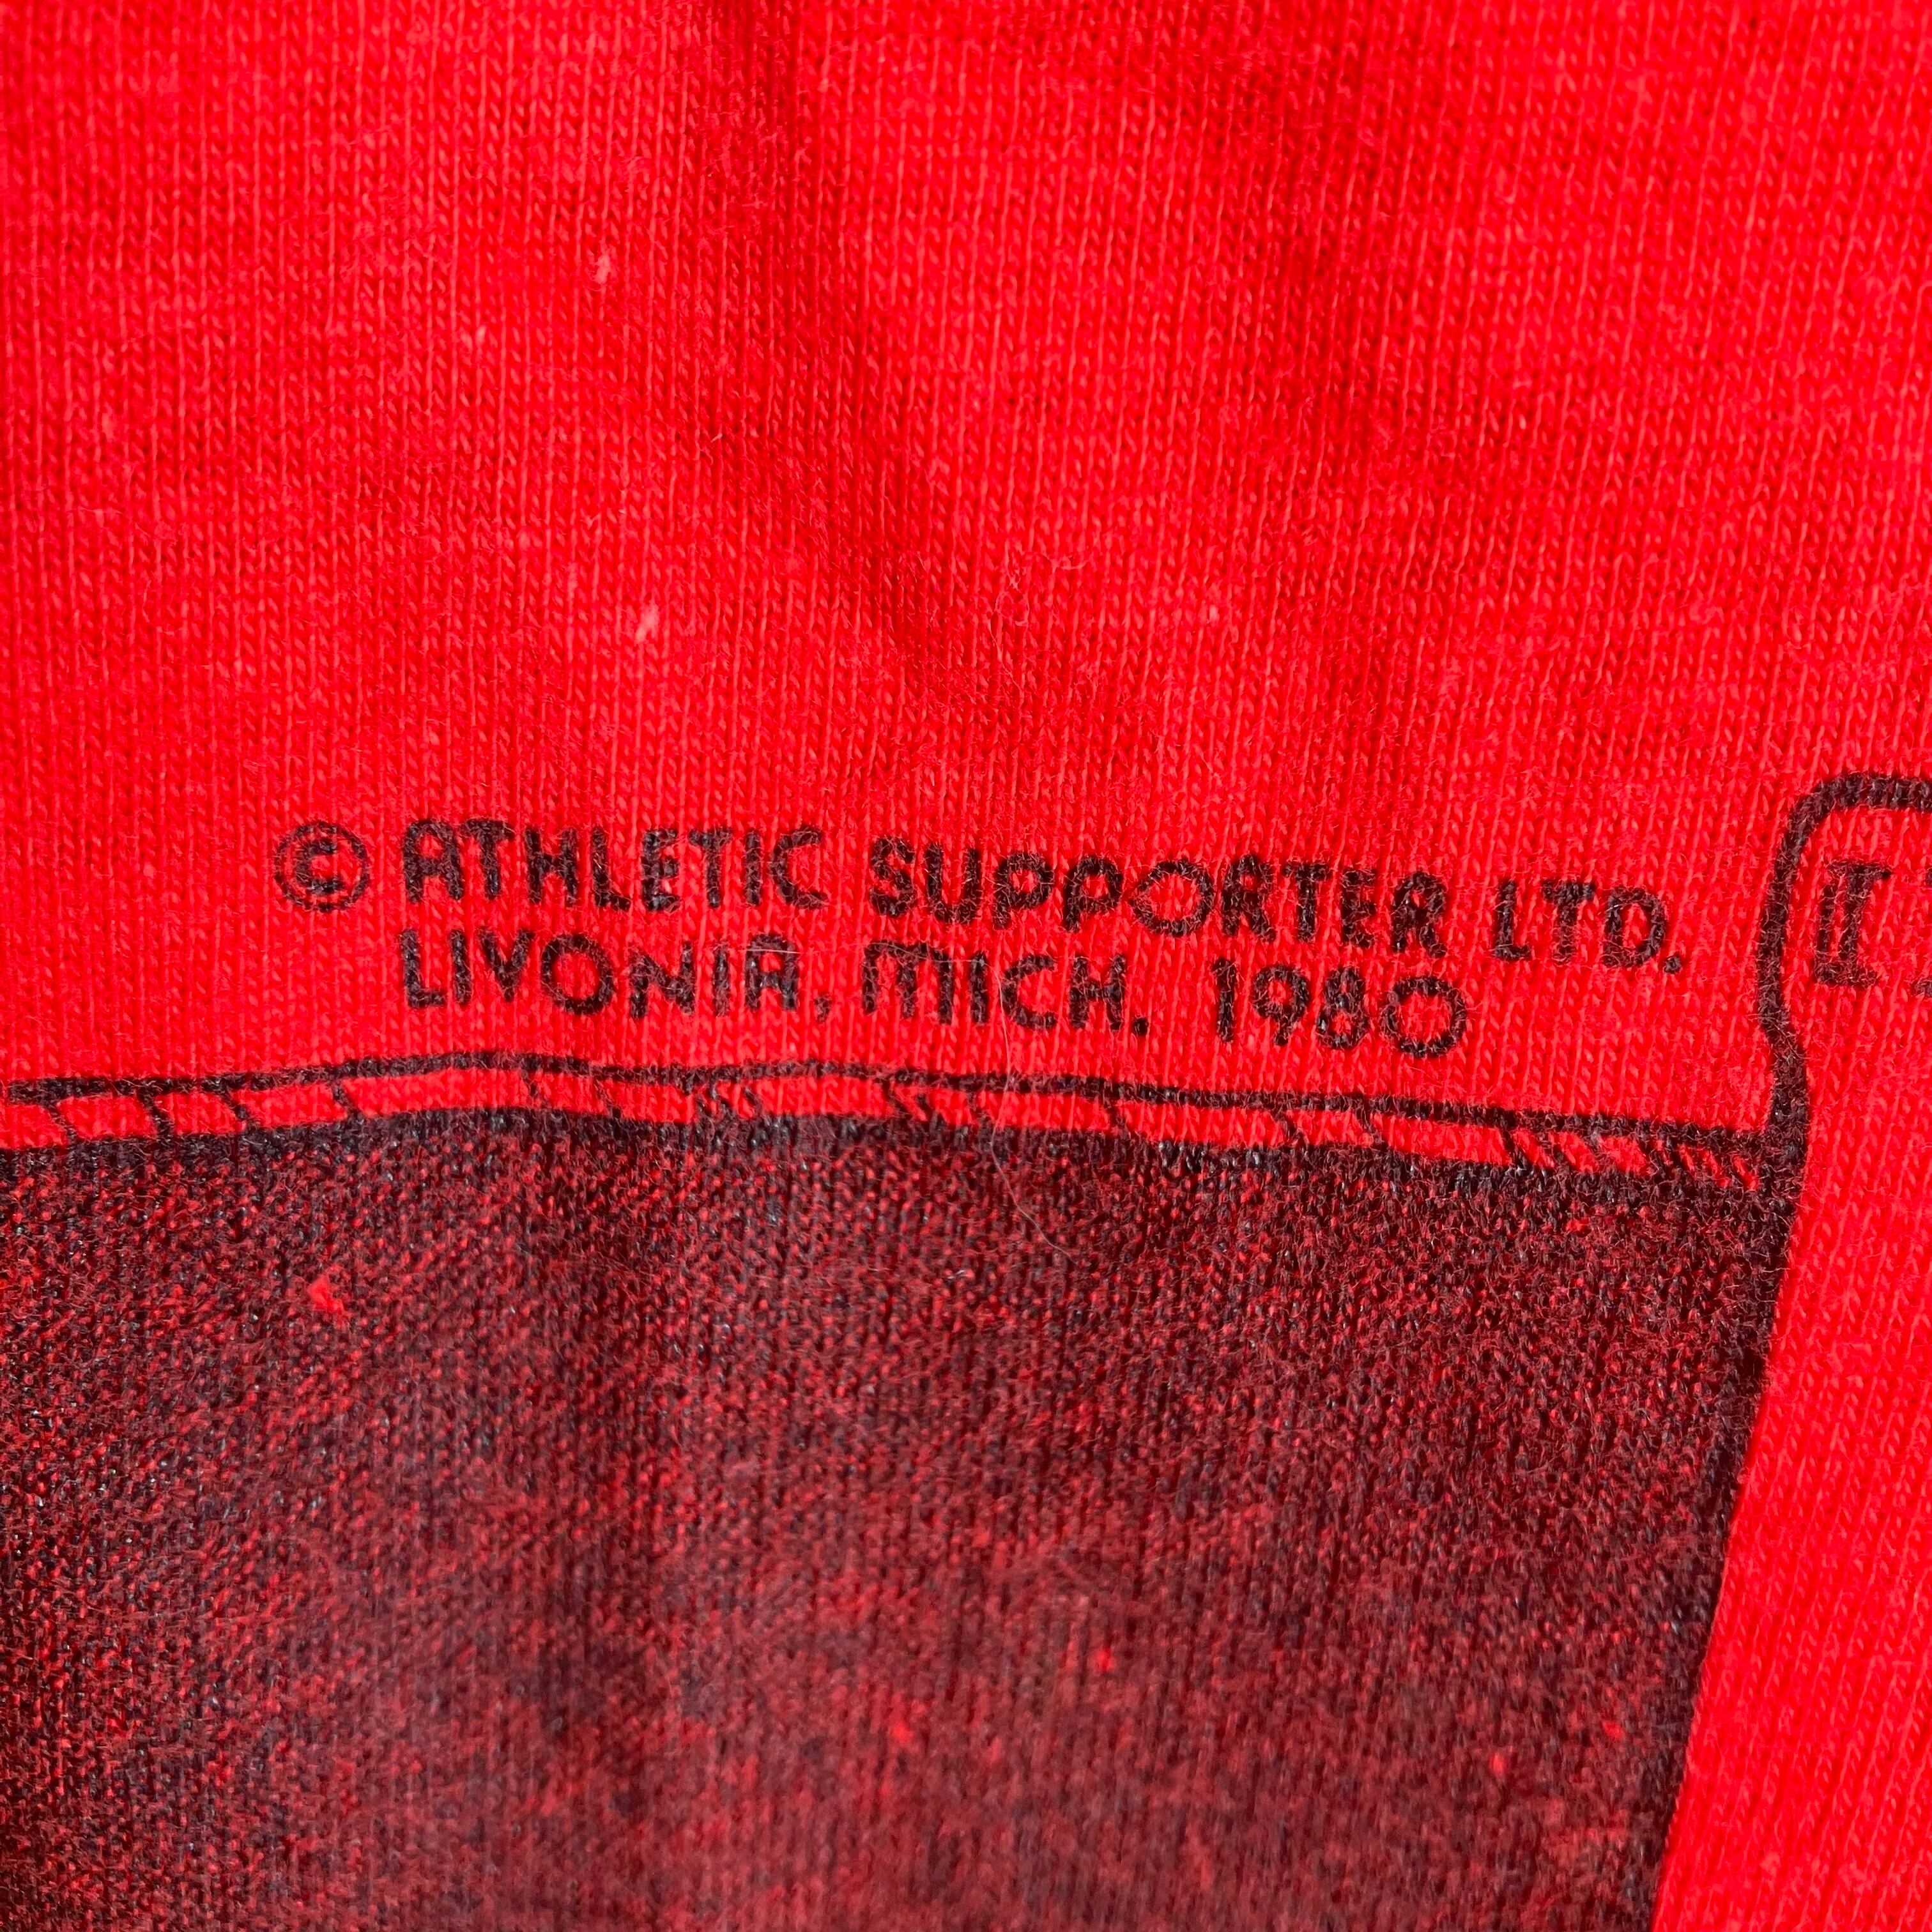 © ATHLETIC SUPPORTER LTD.
LIVONIA, MICH. 1980